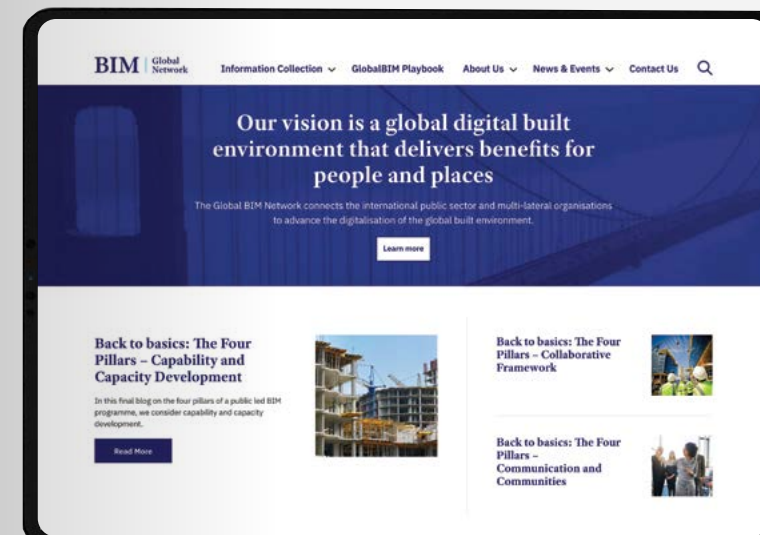 BIM Global
Network
Information Collection GlobalBIM Playbook About Us News & Events Contact Us
Our vision is a global digital built
environment that delivers benefits for
people and places
The Global BIM Network connects the international public sector and multi-lateral organisations
to advance the digitalisation of the global built environment.
Learn more
Back to basics: The Four
Pillars – Capability and
Capacity Development
In this final blog on the four pillars of a public led BIM
programme, we consider capability and capacity
development.
Read More
Back to basics: The Four
Pillars – Collaborative
Framework
Back to basics: The Four
Pillars –
Communication and
Communities